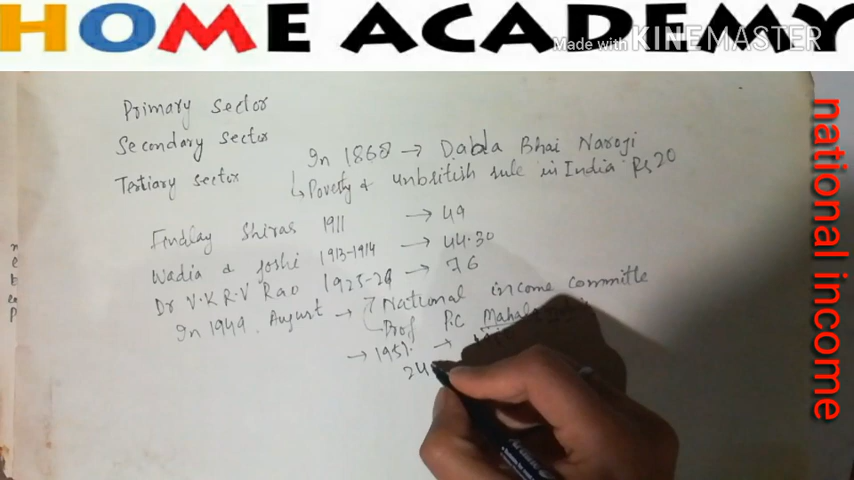 HOME ACADEMY
Made with KINEMASTER
national income
Primary Sector
Secondary Sector
Tertiary sector
In 1868 → Dabla Bhai Naroji
↳ Poverty & unbritish rule in India Rs 20
Findlay Shiras 1911 → 49
Wadia & Joshi 1913-1914 → 44.30
Dr V.K.R.V Rao 1925-29 → 76
In 1949 August → National income committe
Prof P.C
→ 1951 →